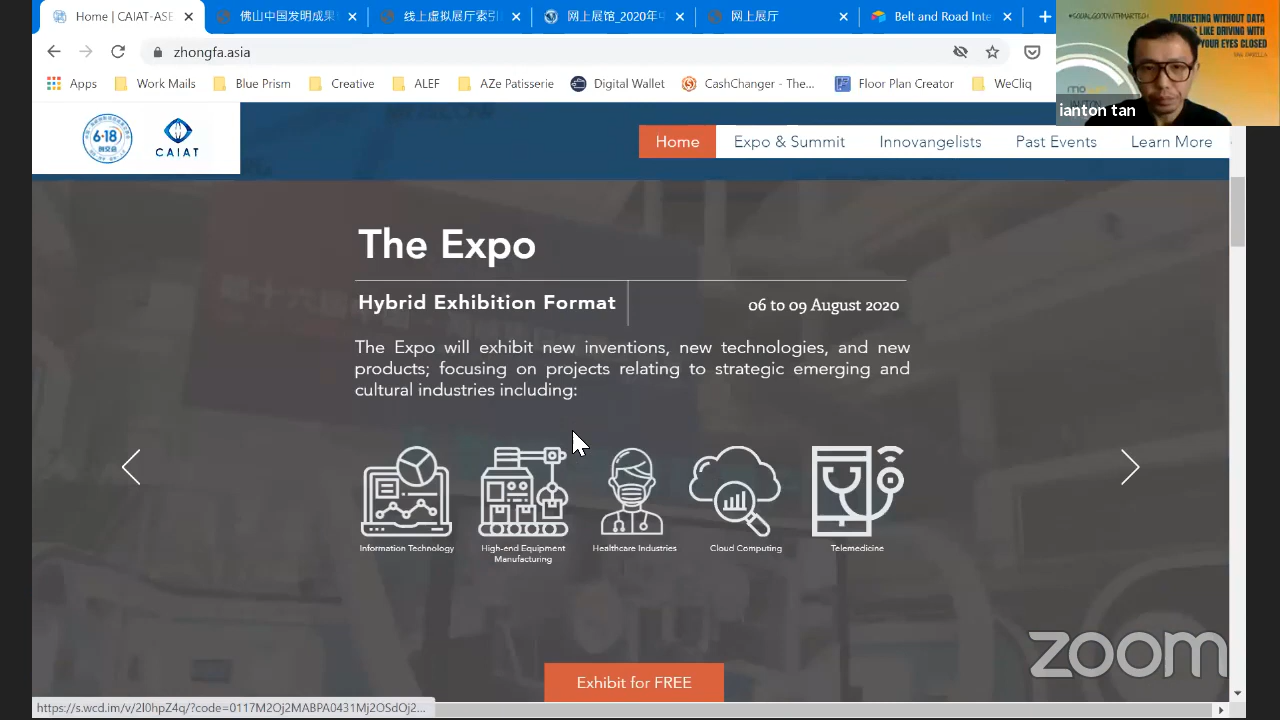 Home | CAIAT-ASE
佛山中国发明成果
线上虚拟展厅索引
网上展馆_2020年
网上展厅
Belt and Road Inte
zhongfa.asia
Apps
Work Mails
Blue Prism
Creative
ALEF
AZe Patisserie
Digital Wallet
CashChanger - The...
Floor Plan Creator
WeCliq
#SOCIALGOODWITHMARTECH
MARKETING WITHOUT DATA
IS LIKE DRIVING WITH
YOUR EYES CLOSED
ianton tan
6·18
CAIAT
Home
Expo & Summit
Innovangelists
Past Events
Learn More
The Expo
Hybrid Exhibition Format
06 to 09 August 2020
The Expo will exhibit new inventions, new technologies, and new
products; focusing on projects relating to strategic emerging and
cultural industries including:
Information Technology
High-end Equipment
Manufacturing
Healthcare Industries
Cloud Computing
Telemedicine
zoom
Exhibit for FREE
https://s.wcd.im/v/2l0hpZ4q/?code=0117M2Oj2MABPA0431Mj2OSdOj2...